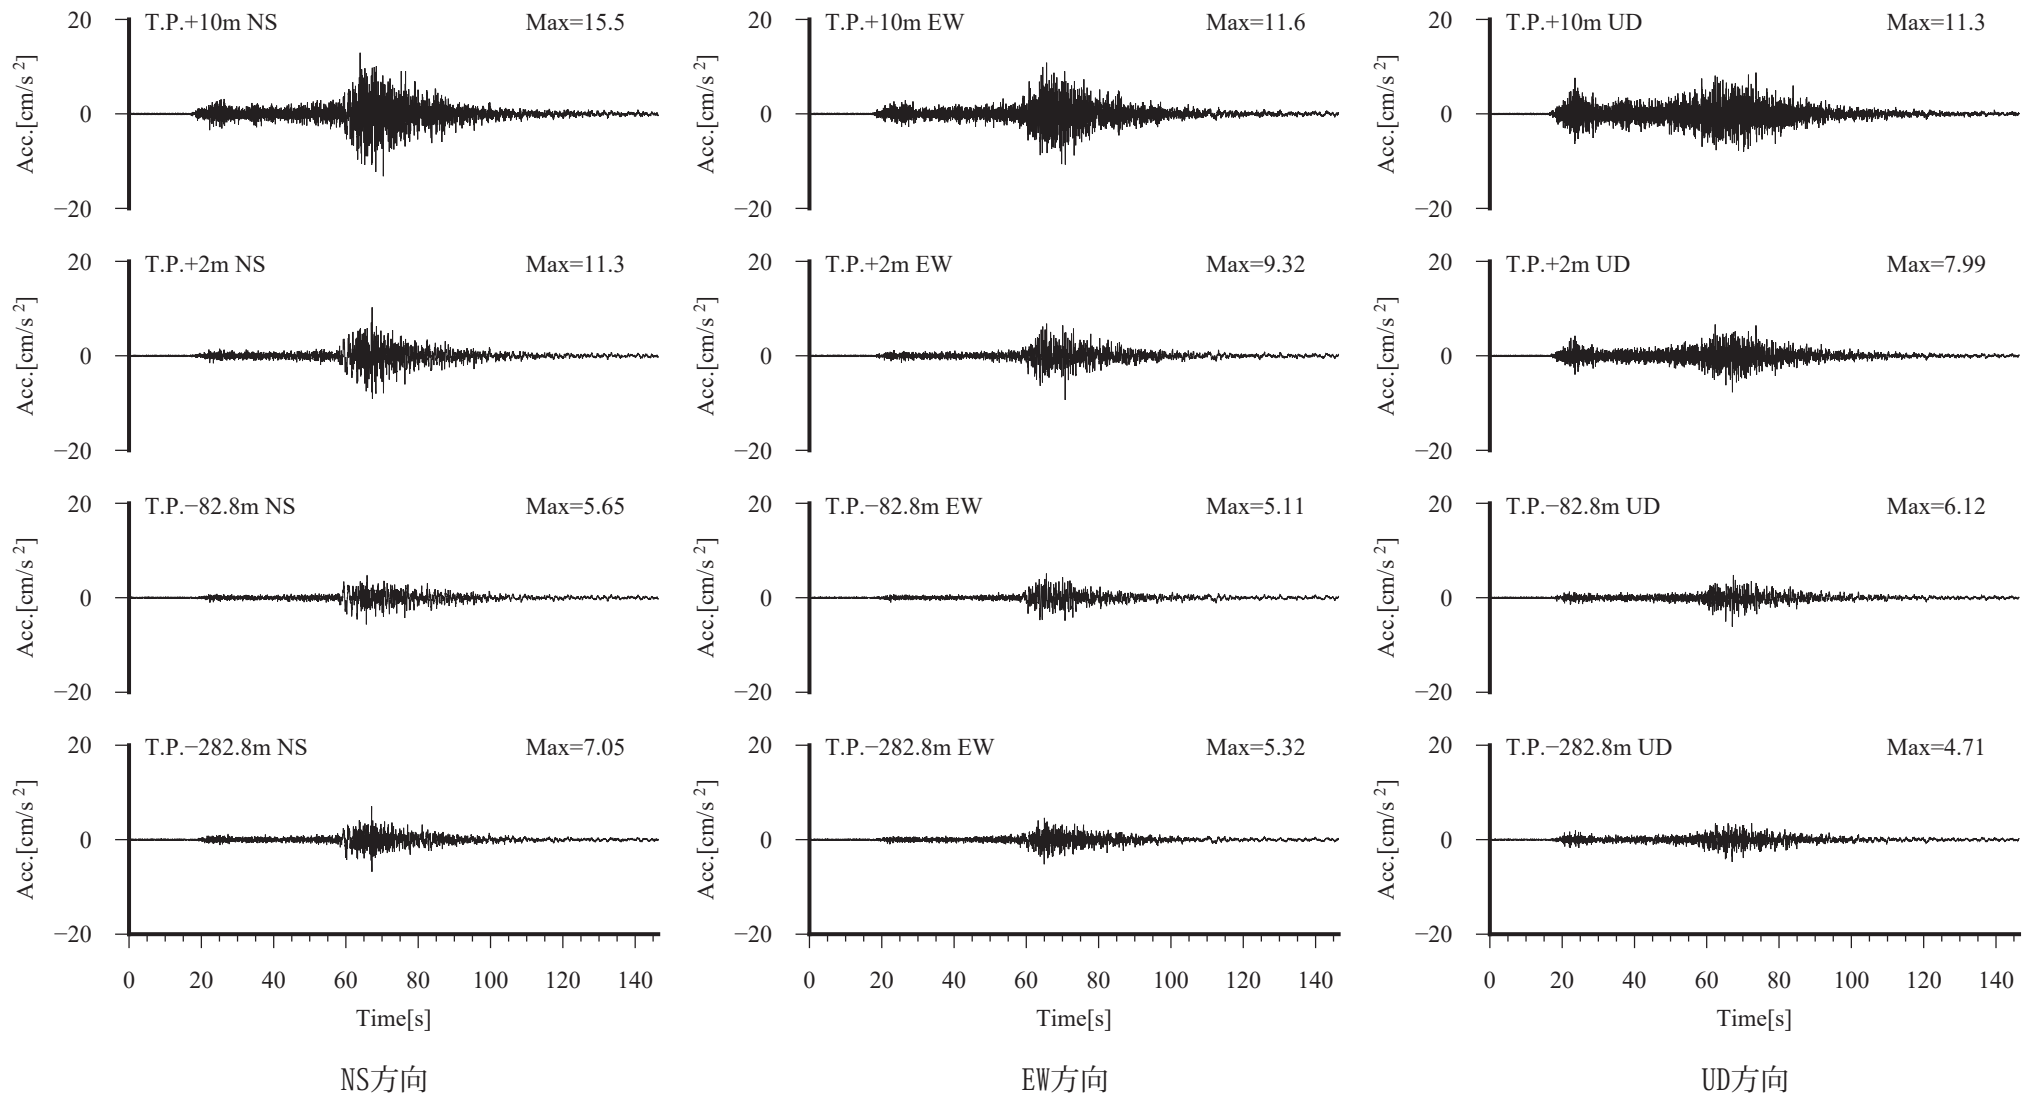 20
T.P.+10m NS
Max=15.5
Acc.[cm/s ²]
0
−20
20
T.P.+10m EW
Max=11.6
Acc.[cm/s ²]
0
−20
20
T.P.+10m UD
Max=11.3
Acc.[cm/s ²]
0
−20
20
T.P.+2m NS
Max=11.3
Acc.[cm/s ²]
0
−20
20
T.P.+2m EW
Max=9.32
Acc.[cm/s ²]
0
−20
20
T.P.+2m UD
Max=7.99
Acc.[cm/s ²]
0
−20
20
T.P.−82.8m NS
Max=5.65
Acc.[cm/s ²]
0
−20
20
T.P.−82.8m EW
Max=5.11
Acc.[cm/s ²]
0
−20
20
T.P.−82.8m UD
Max=6.12
Acc.[cm/s ²]
0
−20
20
T.P.−282.8m NS
Max=7.05
Acc.[cm/s ²]
0
−20
0 20 40 60 80 100 120 140
Time[s]
NS方向
20
T.P.−282.8m EW
Max=5.32
Acc.[cm/s ²]
0
−20
0 20 40 60 80 100 120 140
Time[s]
EW方向
20
T.P.−282.8m UD
Max=4.71
Acc.[cm/s ²]
0
−20
0 20 40 60 80 100 120 140
Time[s]
UD方向